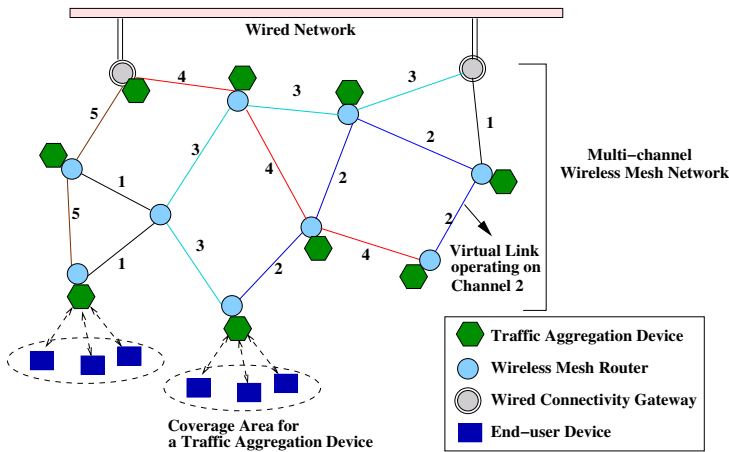 Wired Network
4
3
3
5
1
3
2
Multi-channel
Wireless Mesh Network
4
1
2
5
2
3
Virtual Link
operating on
Channel 2
1
2
4
Traffic Aggregation Device
Wireless Mesh Router
Wired Connectivity Gateway
End-user Device
Coverage Area for
a Traffic Aggregation Device